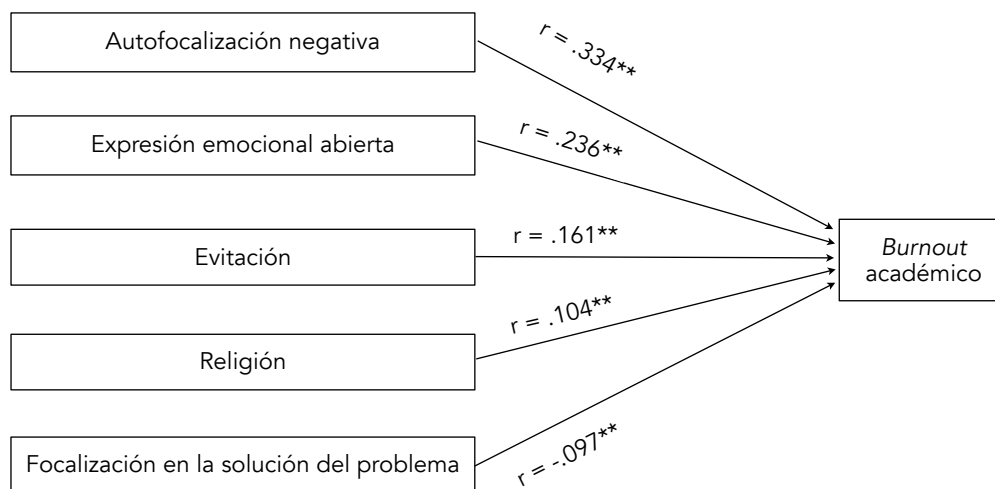 Autofocalización negativa
r = .334**
Expresión emocional abierta
r = .236**
Evitación
r = .161**
Burnout
académico
Religión
r = .104**
Focalización en la solución del problema
r = -.097**